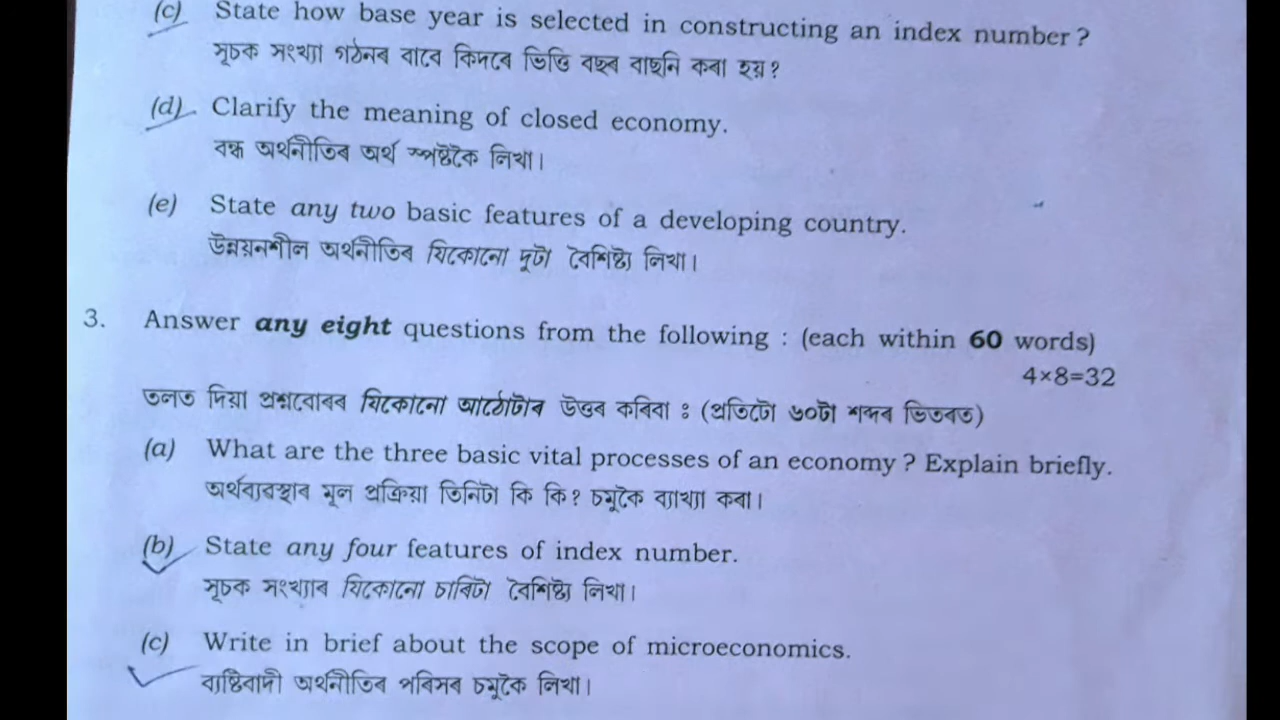 (c) State how base year is selected in constructing an index number?
সূচক সংখ্যা গঠনৰ বাবে কিদৰে ভিত্তি বছৰ বাছনি কৰা হয়?
(d) Clarify the meaning of closed economy.
বন্ধ অৰ্থনীতিৰ অৰ্থ স্পষ্টকৈ লিখা।
(e) State any two basic features of a developing country.
উন্নয়নশীল অৰ্থনীতিৰ যিকোনো দুটা বৈশিষ্ট্য লিখা।
3. Answer any eight questions from the following : (each within 60 words)
4×8=32
তলত দিয়া প্ৰশ্নবোৰৰ যিকোনো আঠোটাৰ উত্তৰ কৰিবা ঃ (প্ৰতিটো ৬০টা শব্দৰ ভিতৰত)
(a) What are the three basic vital processes of an economy? Explain briefly.
অৰ্থব্যৱস্থাৰ মূল প্ৰক্ৰিয়া তিনিটা কি কি? চমুকৈ ব্যাখ্যা কৰা।
(b) State any four features of index number.
সূচক সংখ্যাৰ যিকোনো চাৰিটা বৈশিষ্ট্য লিখা।
(c) Write in brief about the scope of microeconomics.
ব্যষ্টিবাদী অৰ্থনীতিৰ পৰিসৰ চমুকৈ লিখা।